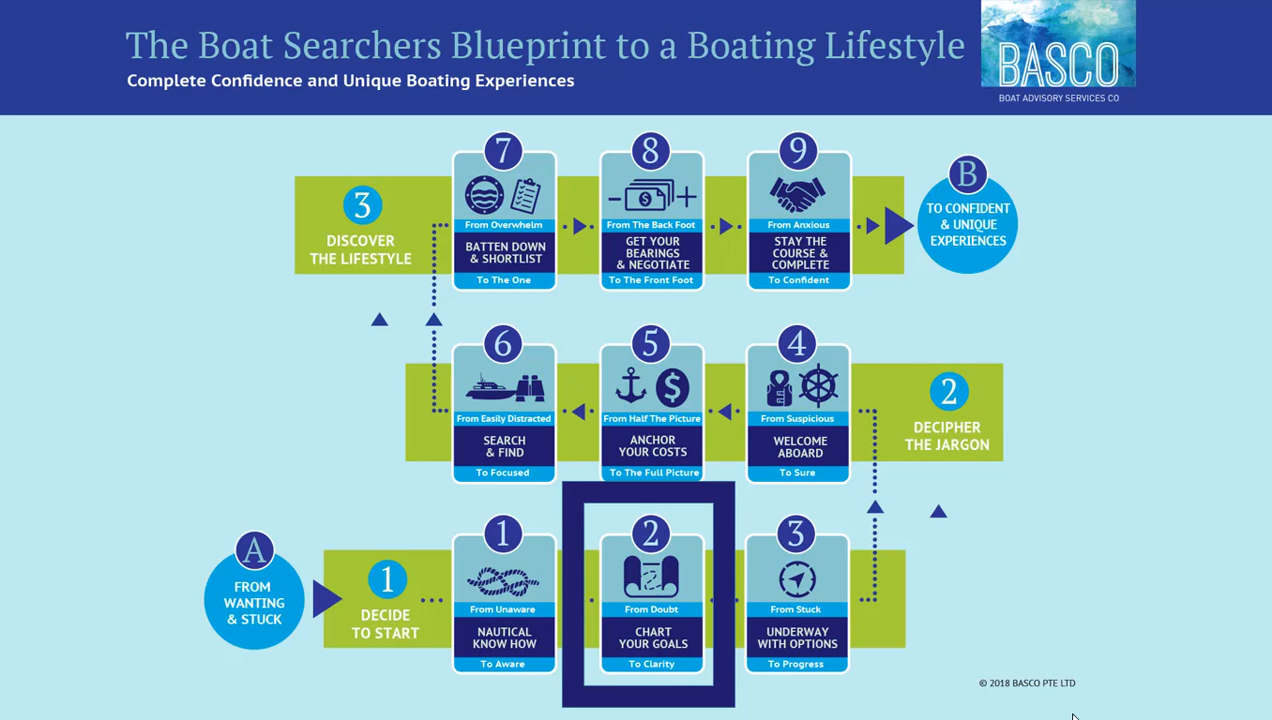 The Boat Searchers Blueprint to a Boating Lifestyle
Complete Confidence and Unique Boating Experiences
BASCO
BOAT ADVISORY SERVICES CO
3
DISCOVER
THE LIFESTYLE
7
From Overwhelm
BATTEN DOWN
& SHORTLIST
To The One
8
$
From The Back Foot
GET YOUR
BEARINGS
& NEGOTIATE
To The Front Foot
9
From Anxious
STAY THE
COURSE &
COMPLETE
To Confident
B
TO CONFIDENT
& UNIQUE
EXPERIENCES
6
From Easily Distracted
SEARCH
& FIND
To Focused
5
$
From Half The Picture
ANCHOR
YOUR COSTS
To The Full Picture
4
From Suspicious
WELCOME
ABOARD
To Sure
2
DECIPHER
THE JARGON
A
FROM
WANTING
& STUCK
1
DECIDE
TO START
1
From Unaware
NAUTICAL
KNOW HOW
To Aware
2
From Doubt
CHART
YOUR GOALS
To Clarity
3
From Stuck
UNDERWAY
WITH OPTIONS
To Progress
© 2018 BASCO PTE LTD